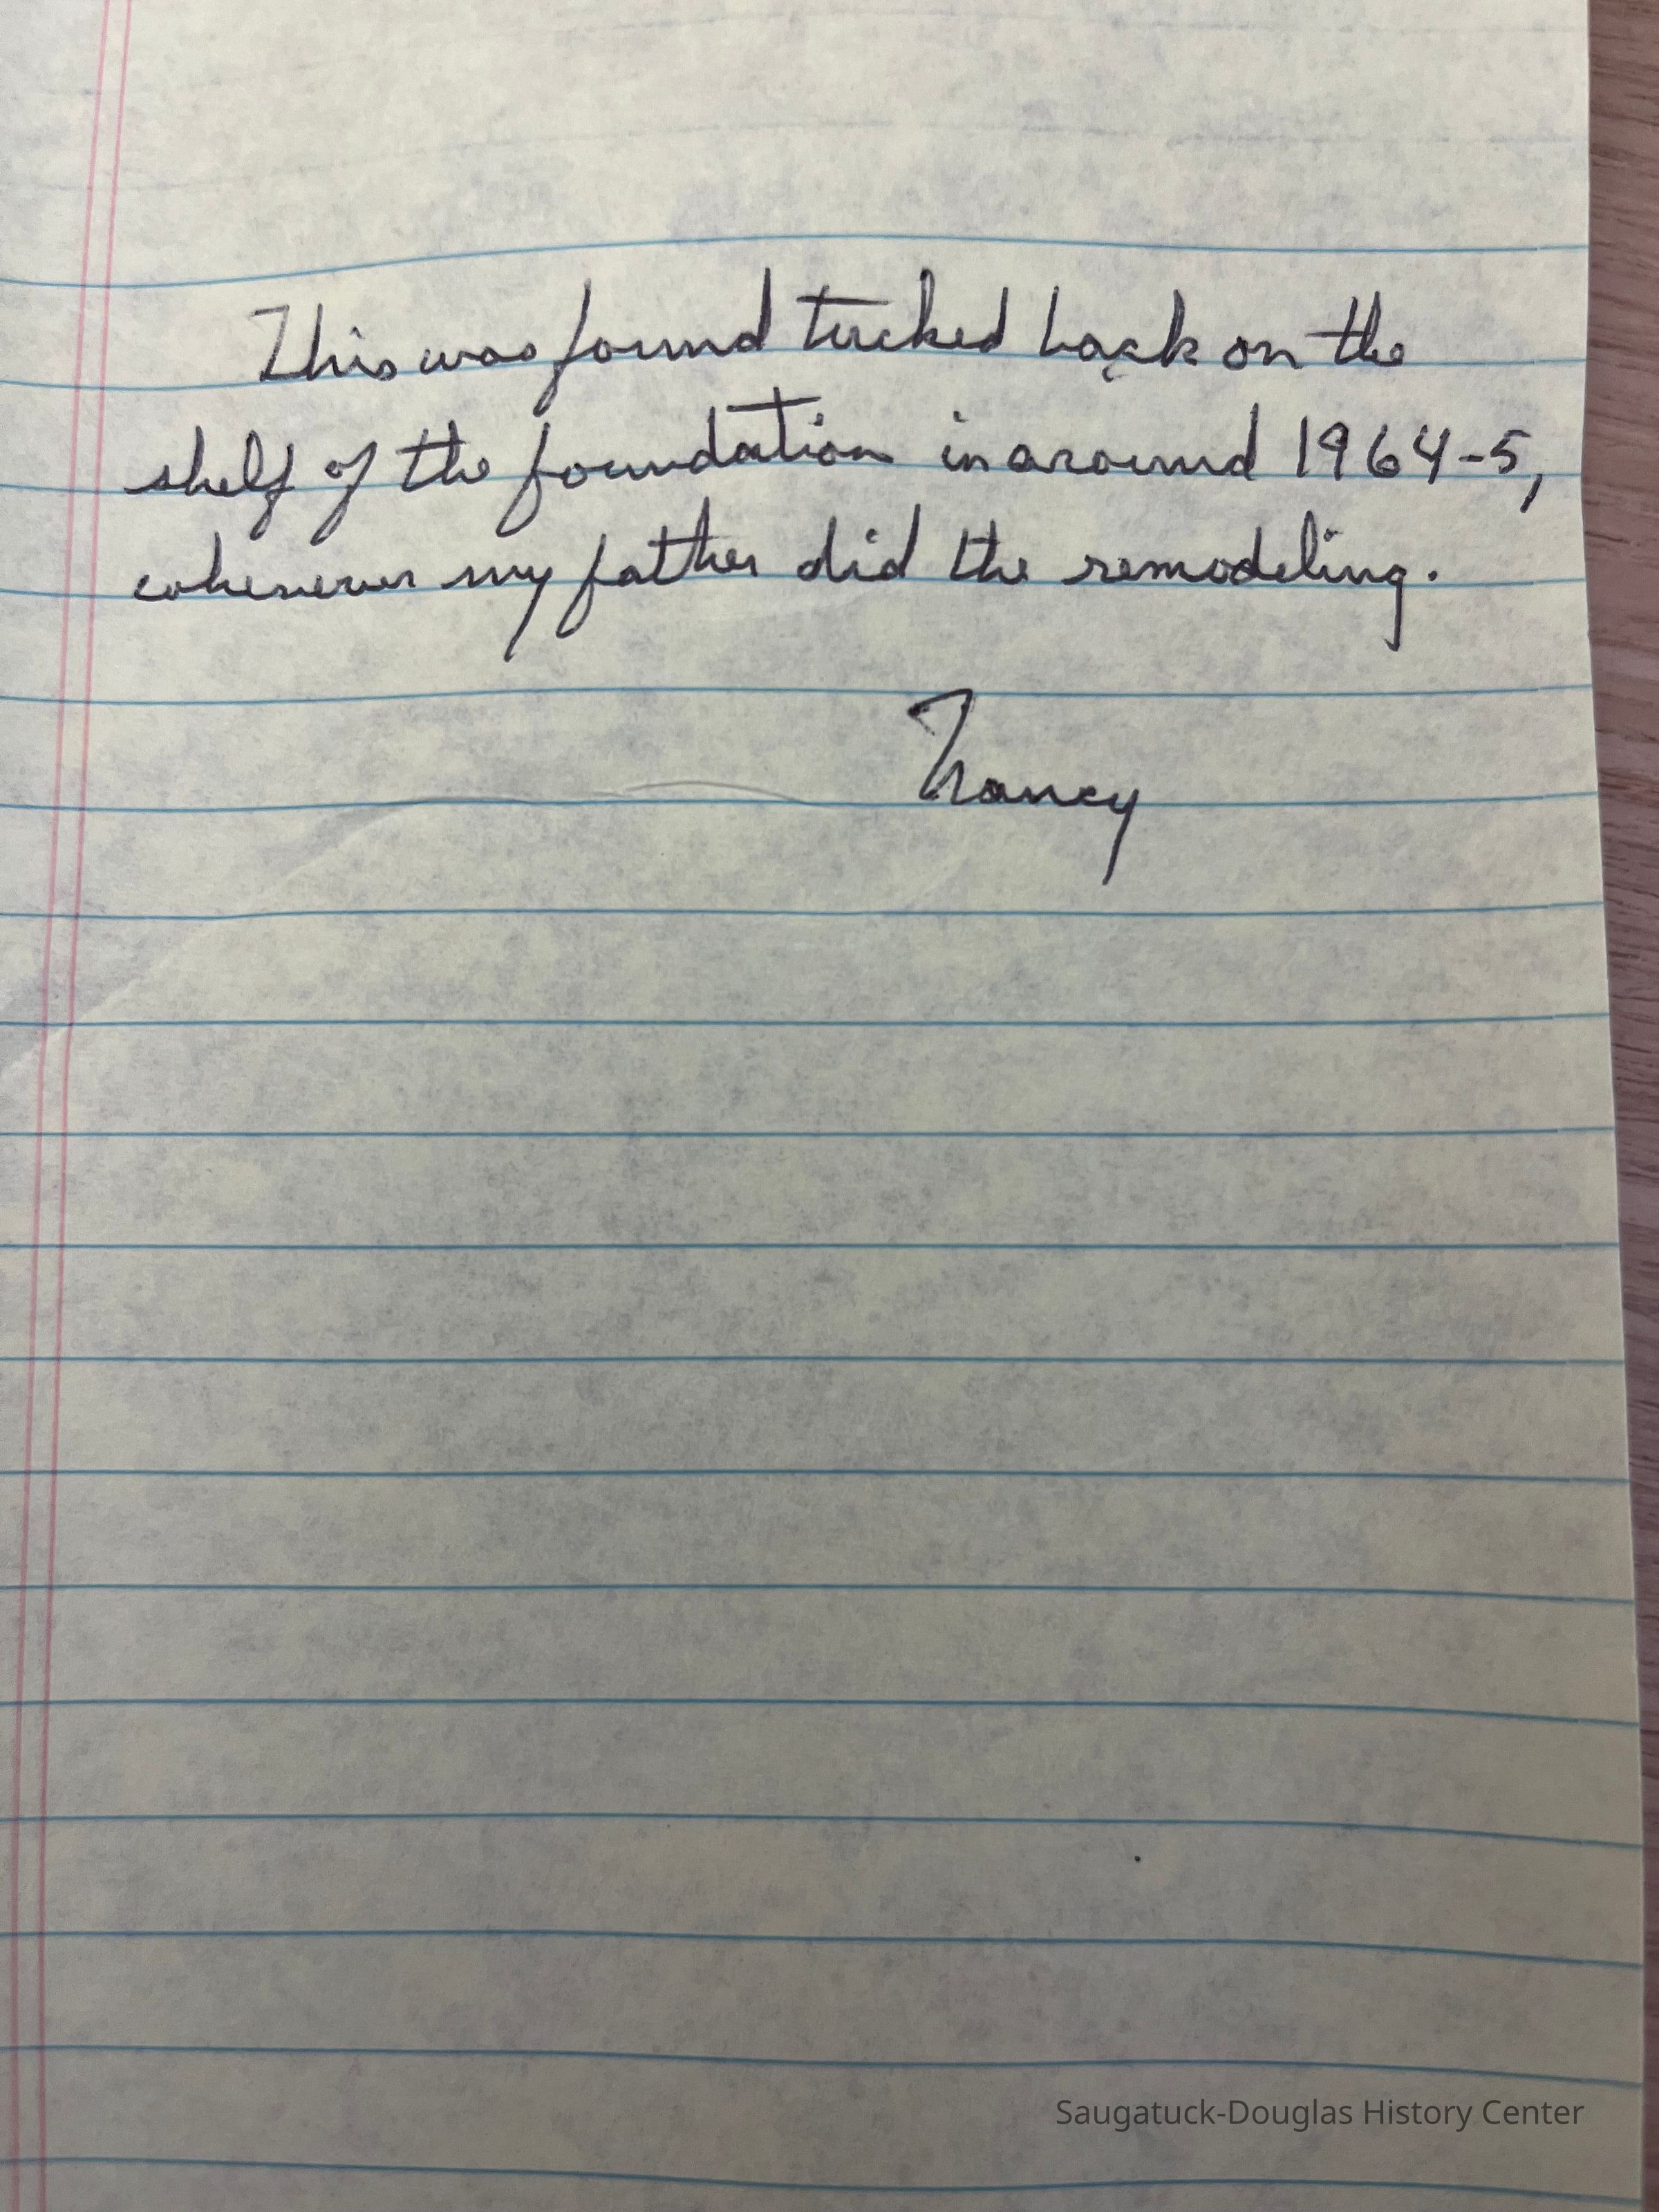 This was found tucked back on the
shelf of the foundation in around 1964-5,
whenever my father did the remodeling.
Nancy
Saugatuck-Douglas History Center